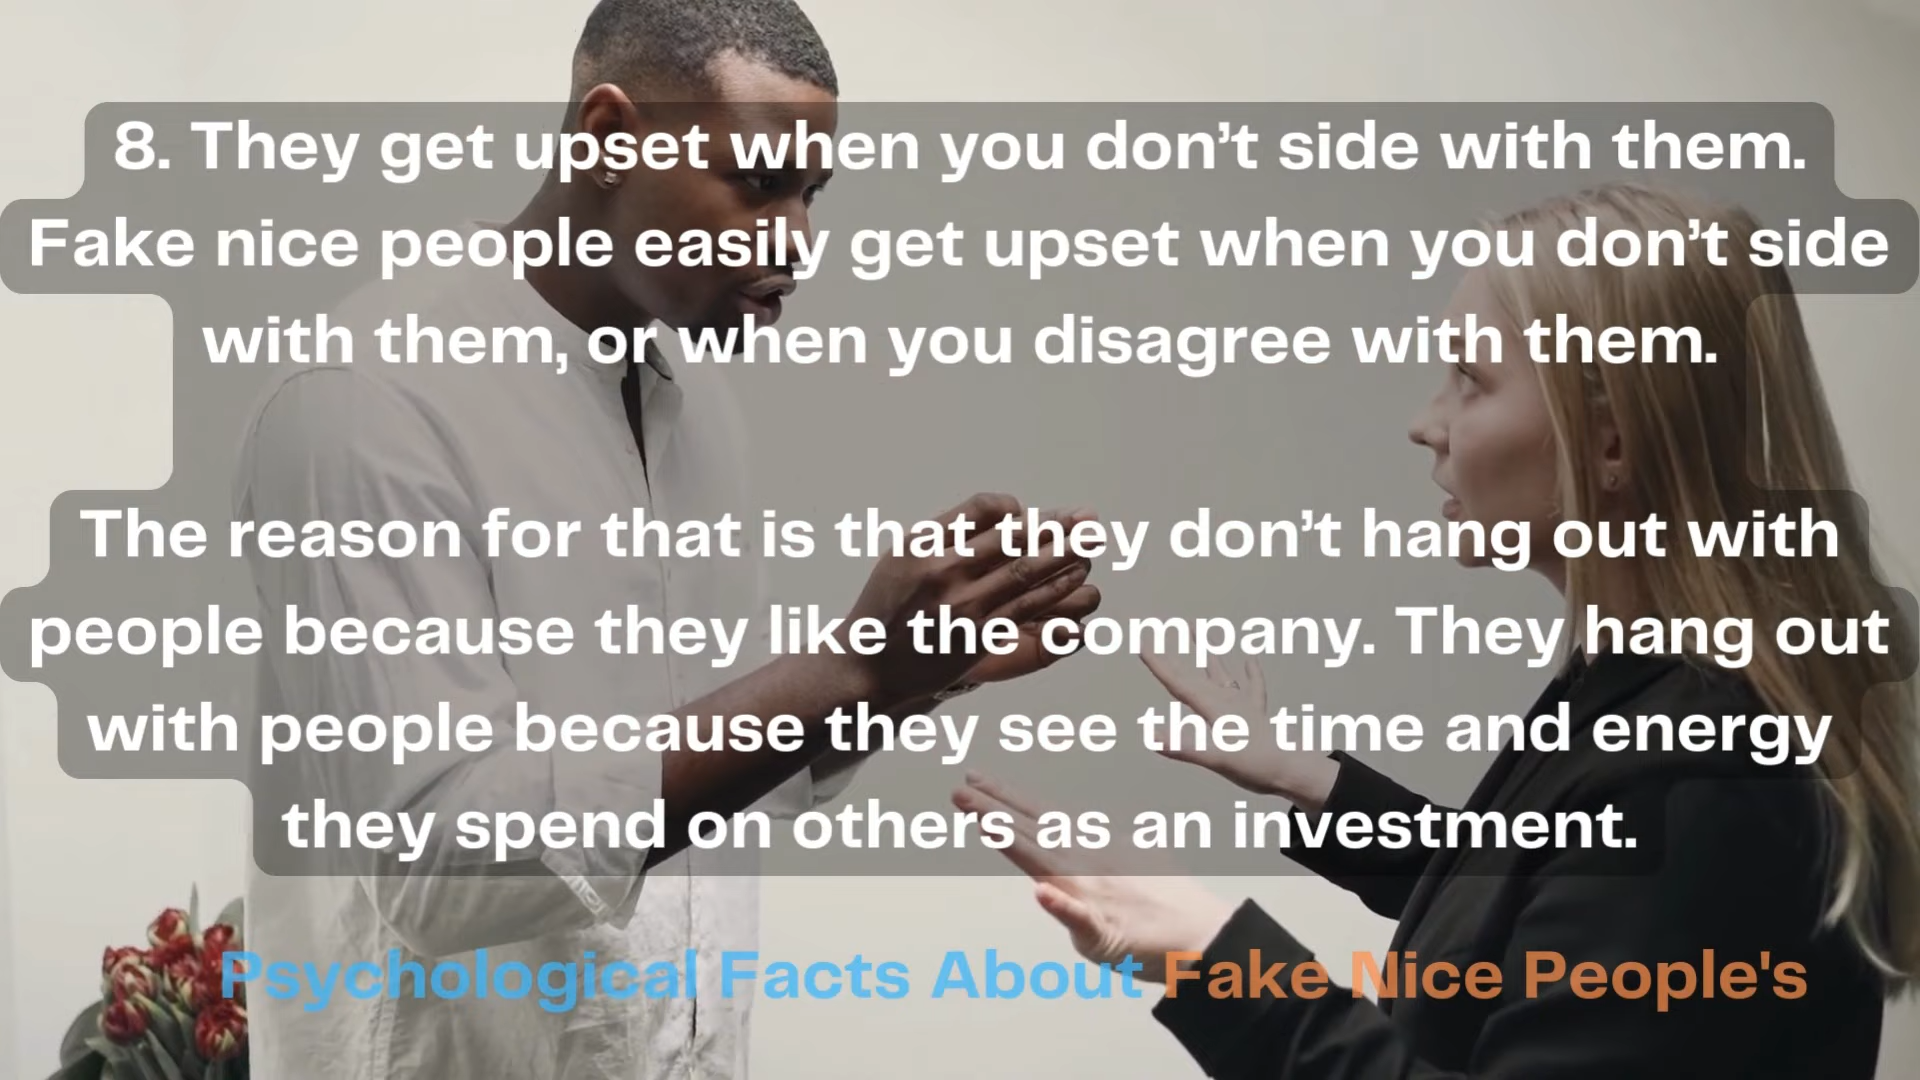 8. They get upset when you don’t side with them.
Fake nice people easily get upset when you don’t side
with them, or when you disagree with them.
The reason for that is that they don’t hang out with
people because they like the company. They hang out
with people because they see the time and energy
they spend on others as an investment.
Psychological Facts About Fake Nice People's